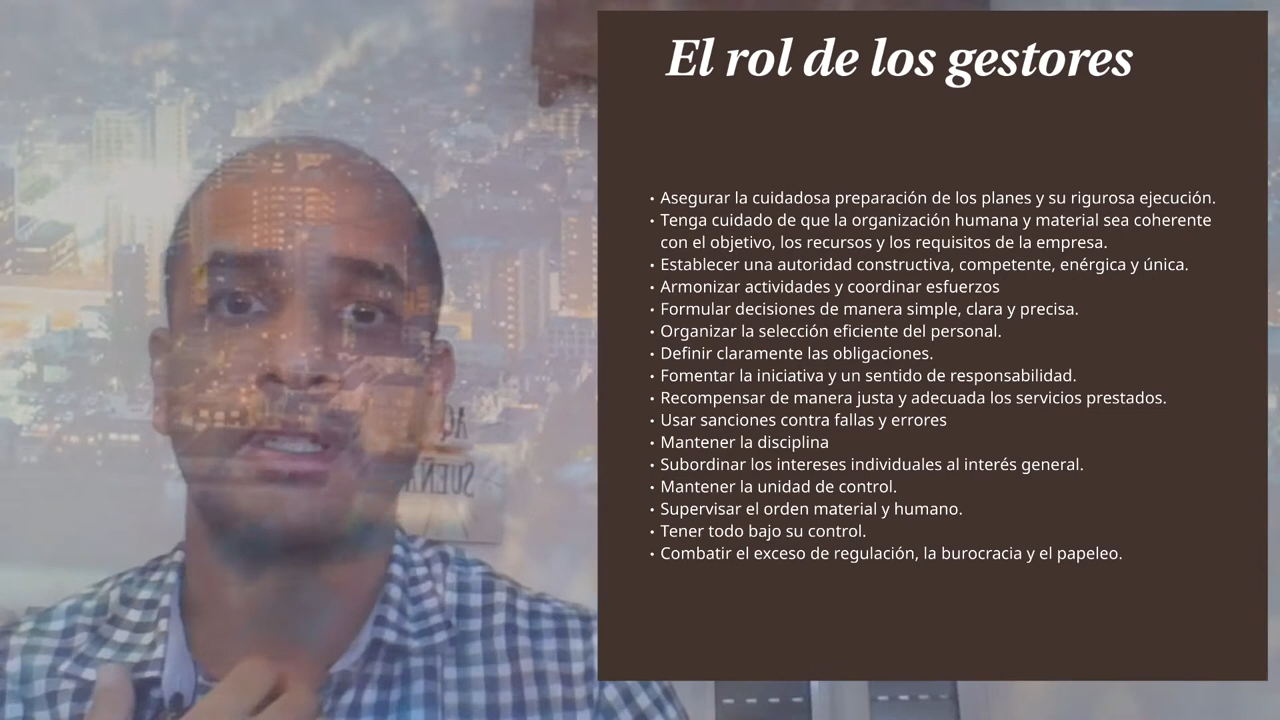 El rol de los gestores
• Asegurar la cuidadosa preparación de los planes y su rigurosa ejecución.
• Tenga cuidado de que la organización humana y material sea coherente
con el objetivo, los recursos y los requisitos de la empresa.
• Establecer una autoridad constructiva, competente, enérgica y única.
• Armonizar actividades y coordinar esfuerzos
• Formular decisiones de manera simple, clara y precisa.
• Organizar la selección eficiente del personal.
• Definir claramente las obligaciones.
• Fomentar la iniciativa y un sentido de responsabilidad.
• Recompensar de manera justa y adecuada los servicios prestados.
• Usar sanciones contra fallas y errores
• Mantener la disciplina
• Subordinar los intereses individuales al interés general.
• Mantener la unidad de control.
• Supervisar el orden material y humano.
• Tener todo bajo su control.
• Combatir el exceso de regulación, la burocracia y el papeleo.